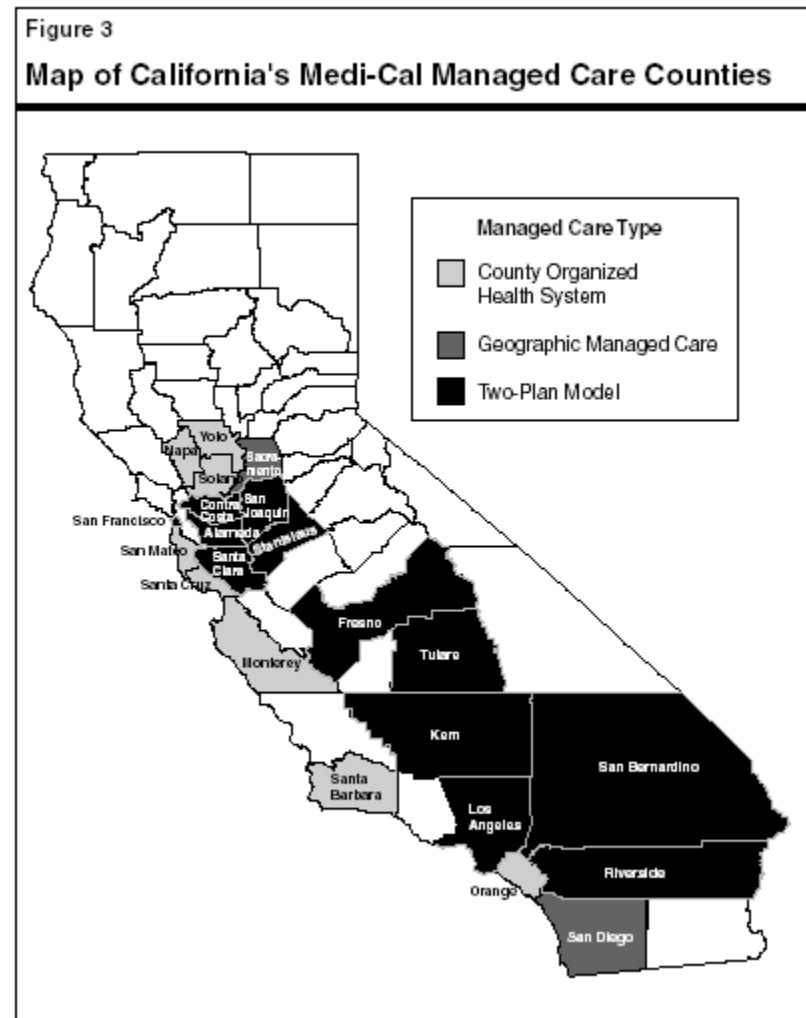 Figure 3
Map of California's Medi-Cal Managed Care Counties
Managed Care Type
County Organized
Health System
Geographic Managed Care
Two-Plan Model
Yolo
Napa
Sacra-
mento
Solano
Contra
Costa
San
Joaquin
San Francisco
Alameda
Stanislaus
San Mateo
Santa
Clara
Santa Cruz
Fresno
Monterey
Tulare
Kern
San Bernardino
Santa
Barbara
Los
Angeles
Riverside
Orange
San Diego